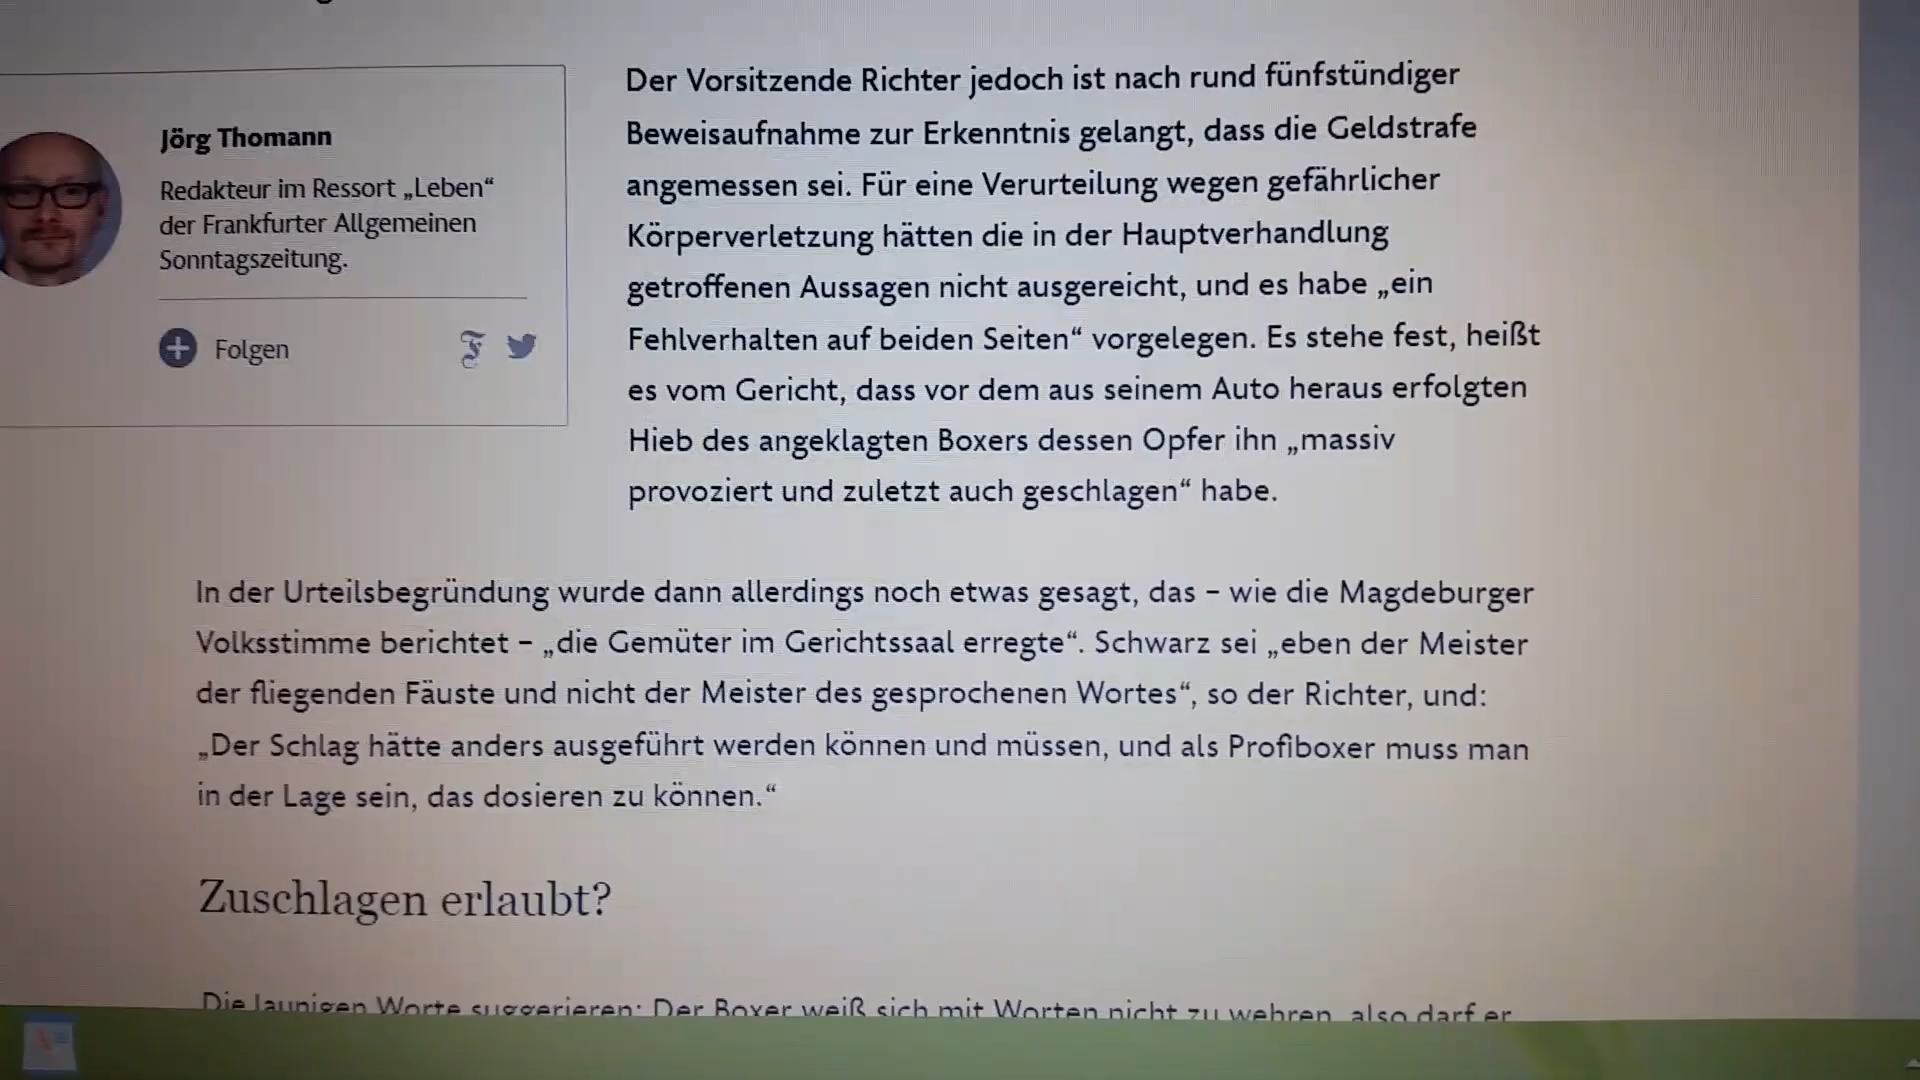 Jörg Thomann
Redakteur im Ressort „Leben“
der Frankfurter Allgemeinen
Sonntagszeitung.
Folgen
Der Vorsitzende Richter jedoch ist nach rund fünfstündiger
Beweisaufnahme zur Erkenntnis gelangt, dass die Geldstrafe
angemessen sei. Für eine Verurteilung wegen gefährlicher
Körperverletzung hätten die in der Hauptverhandlung
getroffenen Aussagen nicht ausgereicht, und es habe „ein
Fehlverhalten auf beiden Seiten“ vorgelegen. Es stehe fest, heißt
es vom Gericht, dass vor dem aus seinem Auto heraus erfolgten
Hieb des angeklagten Boxers dessen Opfer ihn „massiv
provoziert und zuletzt auch geschlagen“ habe.
In der Urteilsbegründung wurde dann allerdings noch etwas gesagt, das – wie die Magdeburger
Volksstimme berichtet – „die Gemüter im Gerichtssaal erregte“. Schwarz sei „eben der Meister
der fliegenden Fäuste und nicht der Meister des gesprochenen Wortes“, so der Richter, und:
„Der Schlag hätte anders ausgeführt werden können und müssen, und als Profiboxer muss man
in der Lage sein, das dosieren zu können.“
Zuschlagen erlaubt?
Die launigen Worte suggerieren: Der Boxer weiß sich mit Worten nicht zu wehren, also darf er